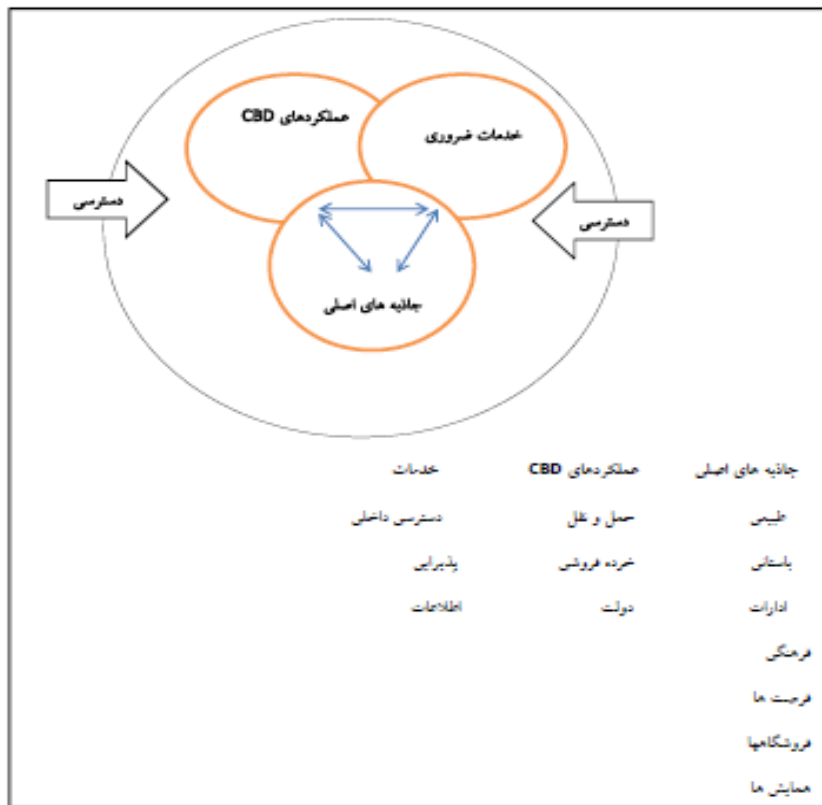 عملکردهای CBD
خدمات ضروری
دسترسی
دسترسی
جاذبه های اصلی
جاذبه های اصلی عملکردهای CBD خدمات
طبیعی حمل و نقل دسترسی داخلی
باستانی خرده فروشی پذیرایی
ادارات دولت اطلاعات
فرهنگی
فرصت ها
فروشگاهها
همایش ها